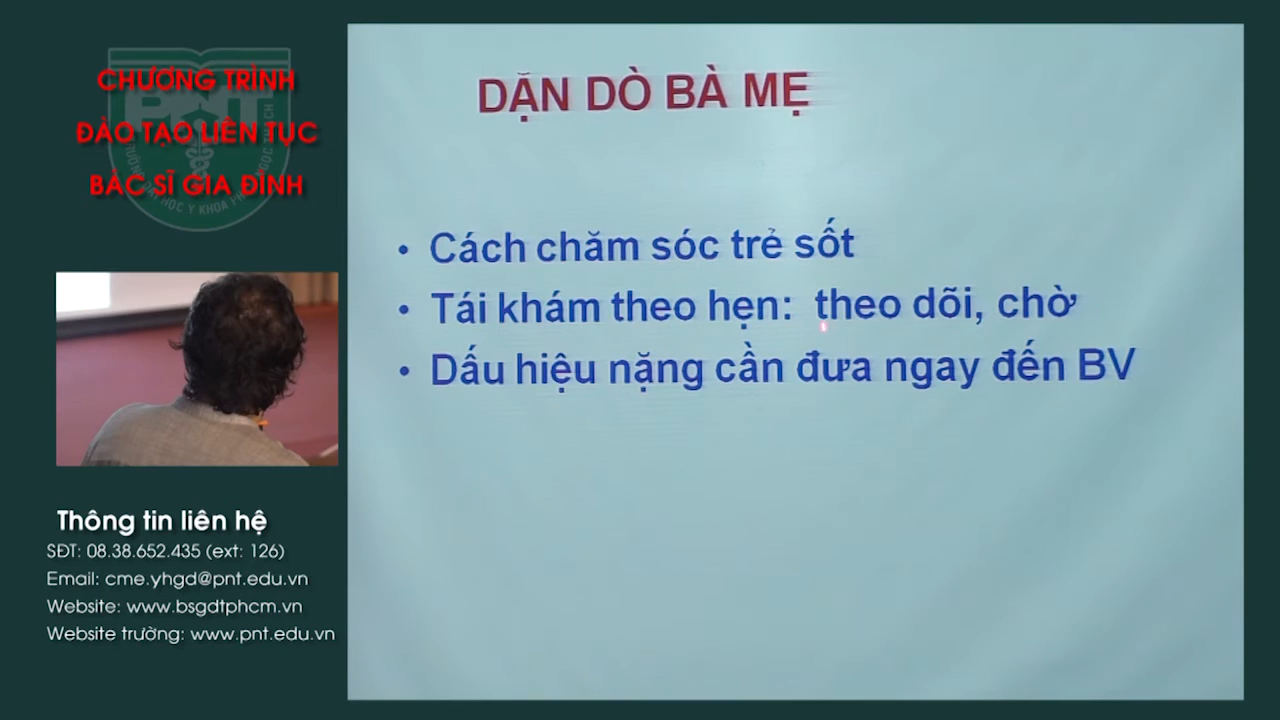 CHƯƠNG TRÌNH
ĐÀO TẠO LIÊN TỤC
BÁC SĨ GIA ĐÌNH
PNT
Thông tin liên hệ
SĐT: 08.38.652.435 (ext: 126)
Email: cme.yhgd@pnt.edu.vn
Website: www.bsgdtphcm.vn
Website trường: www.pnt.edu.vn
DẶN DÒ BÀ MẸ
• Cách chăm sóc trẻ sốt
• Tái khám theo hẹn: theo dõi, chờ
• Dấu hiệu nặng cần đưa ngay đến BV